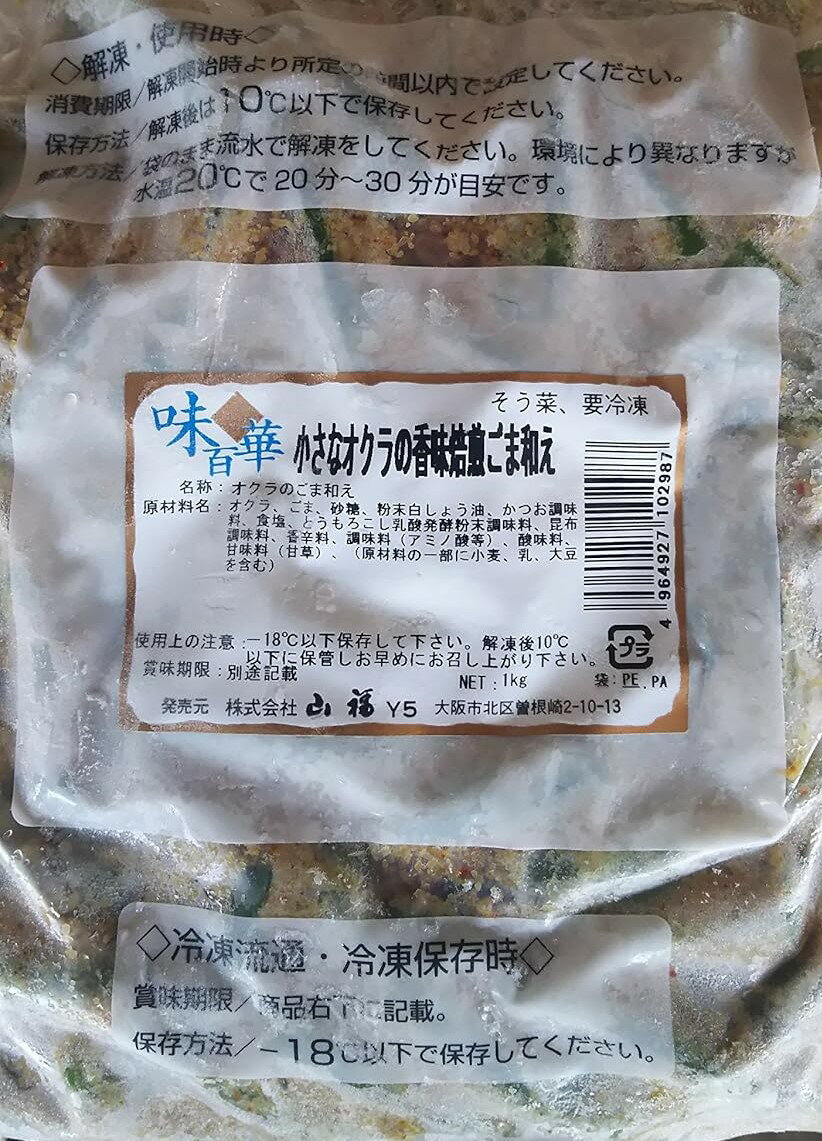 ◇解凍・使用時◇
消費期限/解凍開始時より所定の時間以内で設定してください。
保存方法/解凍後は10℃以下で保存してください。
解凍方法/袋のまま流水で解凍をしてください。環境により異なりますが
水温20℃で20分～30分が目安です。
そう菜、要冷凍
味百華
小さなオクラの香味焙煎ごま和え
名称：オクラのごま和え
原材料名：オクラ、ごま、砂糖、粉末白しょう油、かつお調味
料、食塩、とうもろこし乳酸発酵粉末調味料、昆布
調味料、香辛料、調味料（アミノ酸等）、酸味料、
甘味料（甘草）、（原材料の一部に小麦、乳、大豆
を含む）
4 964927 102987
使用上の注意：－18℃以下保存して下さい。解凍後10℃
以下に保管しお早めにお召し上がり下さい。
賞味期限：別途記載
NET：1kg
プラ
袋：PE、PA
発売元 株式会社 山福 Y5 大阪市北区曽根崎2-10-13
◇冷凍流通・冷凍保存時◇
賞味期限/商品右下に記載。
保存方法/－18℃以下で保存してください。